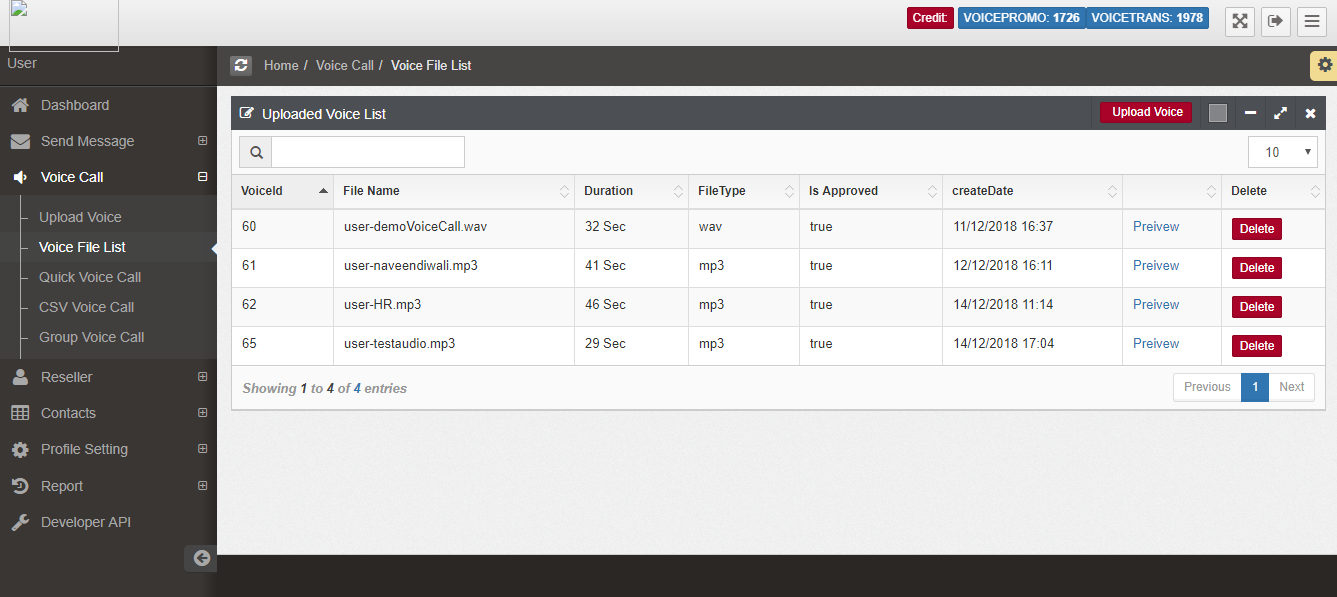 Credit: VOICEPROMO: 1726 VOICETRANS: 1978
User
Home / Voice Call / Voice File List
Dashboard
Send Message
Voice Call
Upload Voice
Voice File List
Quick Voice Call
CSV Voice Call
Group Voice Call
Reseller
Contacts
Profile Setting
Report
Developer API
Uploaded Voice List Upload Voice
10
VoiceId File Name Duration FileType Is Approved createDate Delete
60 user-demoVoiceCall.wav 32 Sec wav true 11/12/2018 16:37 Preivew Delete
61 user-naveendiwali.mp3 41 Sec mp3 true 12/12/2018 16:11 Preivew Delete
62 user-HR.mp3 46 Sec mp3 true 14/12/2018 11:14 Preivew Delete
65 user-testaudio.mp3 29 Sec mp3 true 14/12/2018 17:04 Preivew Delete
Showing 1 to 4 of 4 entries Previous 1 Next